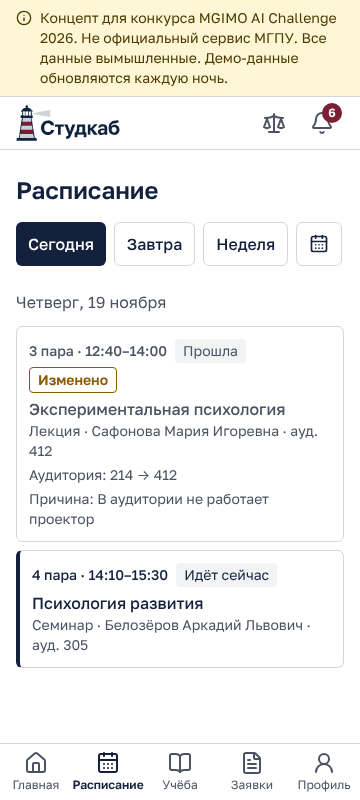 Концепт для конкурса MGIMO AI Challenge
2026. Не официальный сервис МГПУ. Все
данные вымышленные. Демо-данные
обновляются каждую ночь.
Студкаб
6
Расписание
Сегодня
Завтра
Неделя
Четверг, 19 ноября
3 пара · 12:40–14:00 Прошла
Изменено
Экспериментальная психология
Лекция · Сафонова Мария Игоревна · ауд.
412
Аудитория: 214 → 412
Причина: В аудитории не работает
проектор
4 пара · 14:10–15:30 Идёт сейчас
Психология развития
Семинар · Белозёров Аркадий Львович ·
ауд. 305
Главная
Расписание
Учёба
Заявки
Профиль